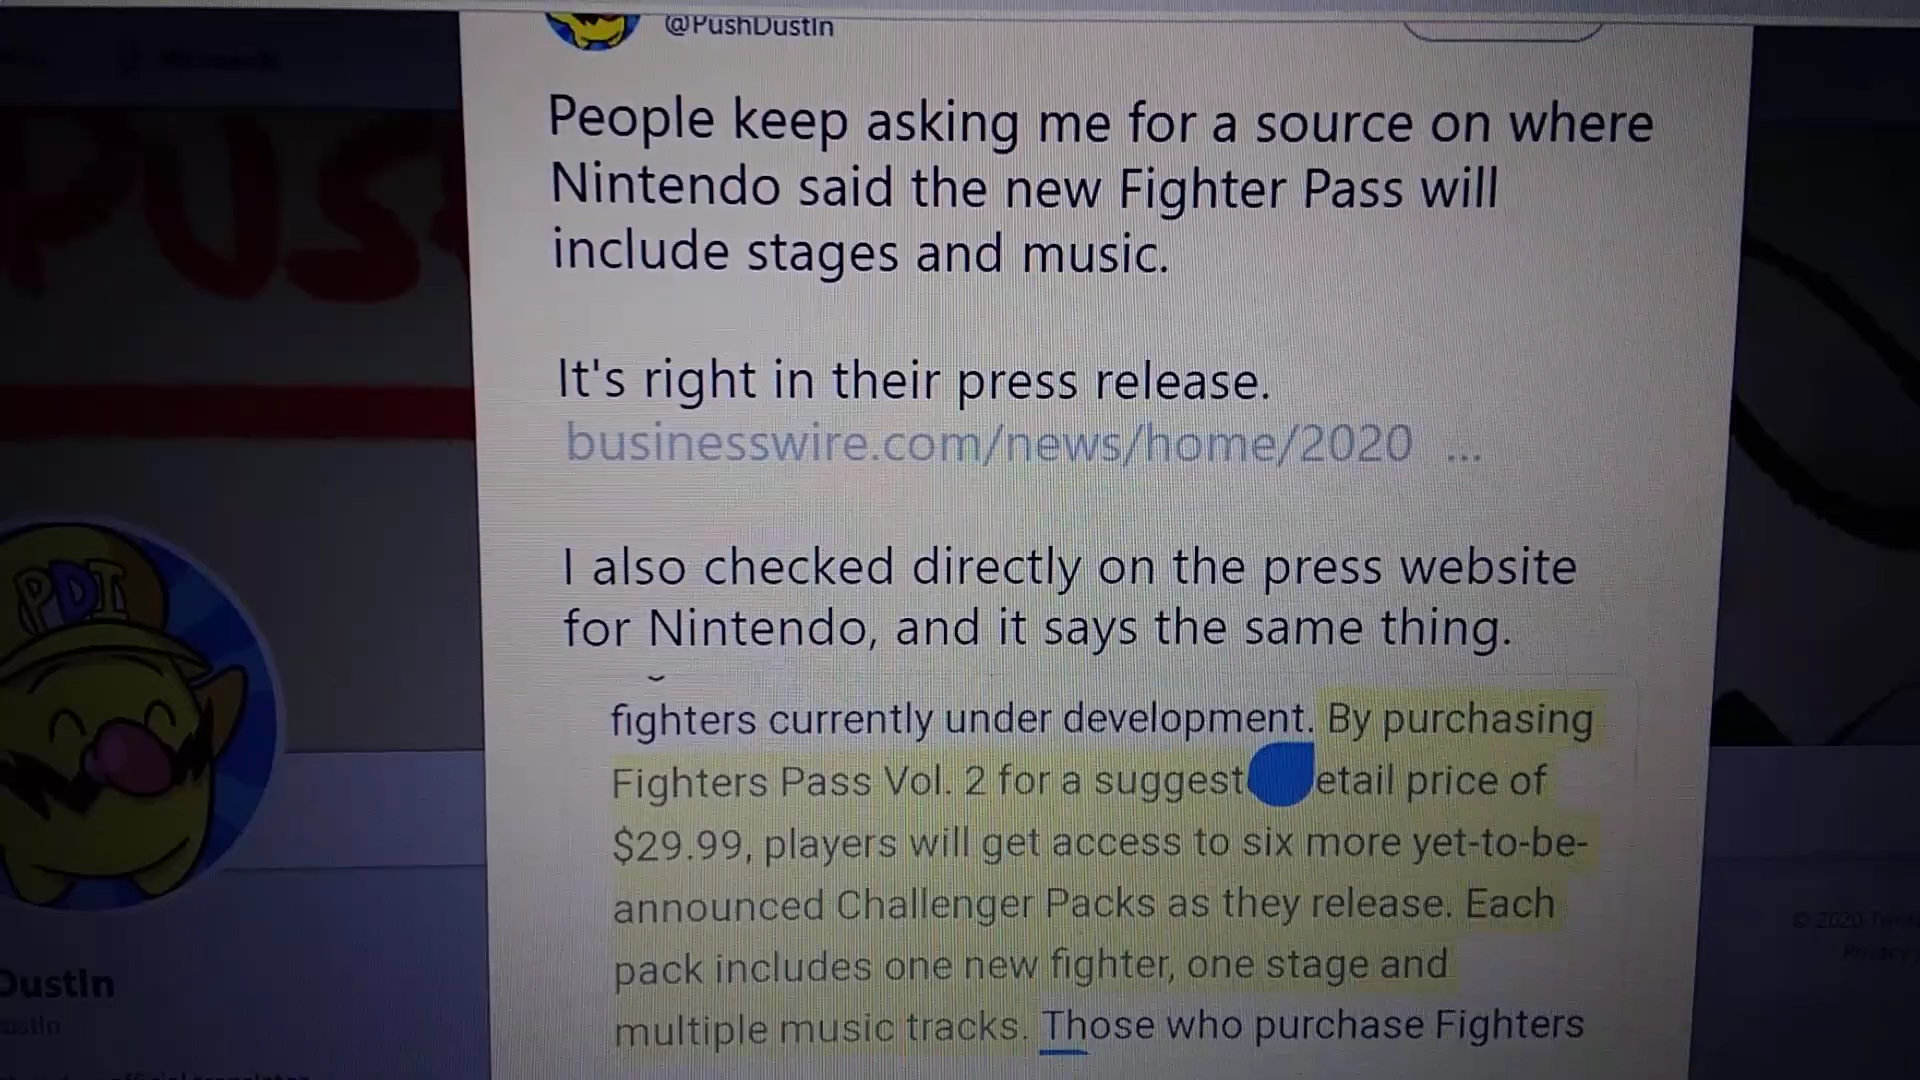 @PushDustIn
People keep asking me for a source on where
Nintendo said the new Fighter Pass will
include stages and music.
It's right in their press release.
businesswire.com/news/home/2020 ...
I also checked directly on the press website
for Nintendo, and it says the same thing.
fighters currently under development. By purchasing
Fighters Pass Vol. 2 for a suggest etail price of
$29.99, players will get access to six more yet-to-be-
announced Challenger Packs as they release. Each
pack includes one new fighter, one stage and
multiple music tracks. Those who purchase Fighters
PUS
PDI
DustIn
© 2020